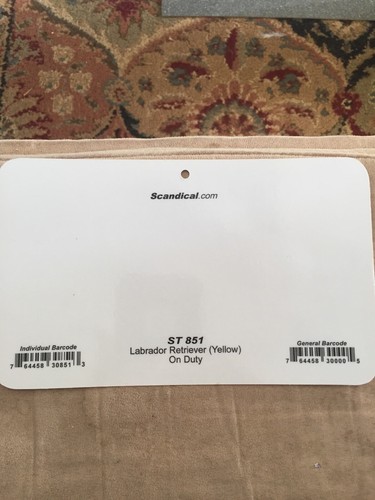 Scandical.com
Individual Barcode
7 64458 30851 3
ST 851
Labrador Retriever (Yellow)
On Duty
General Barcode
7 64458 30000 5